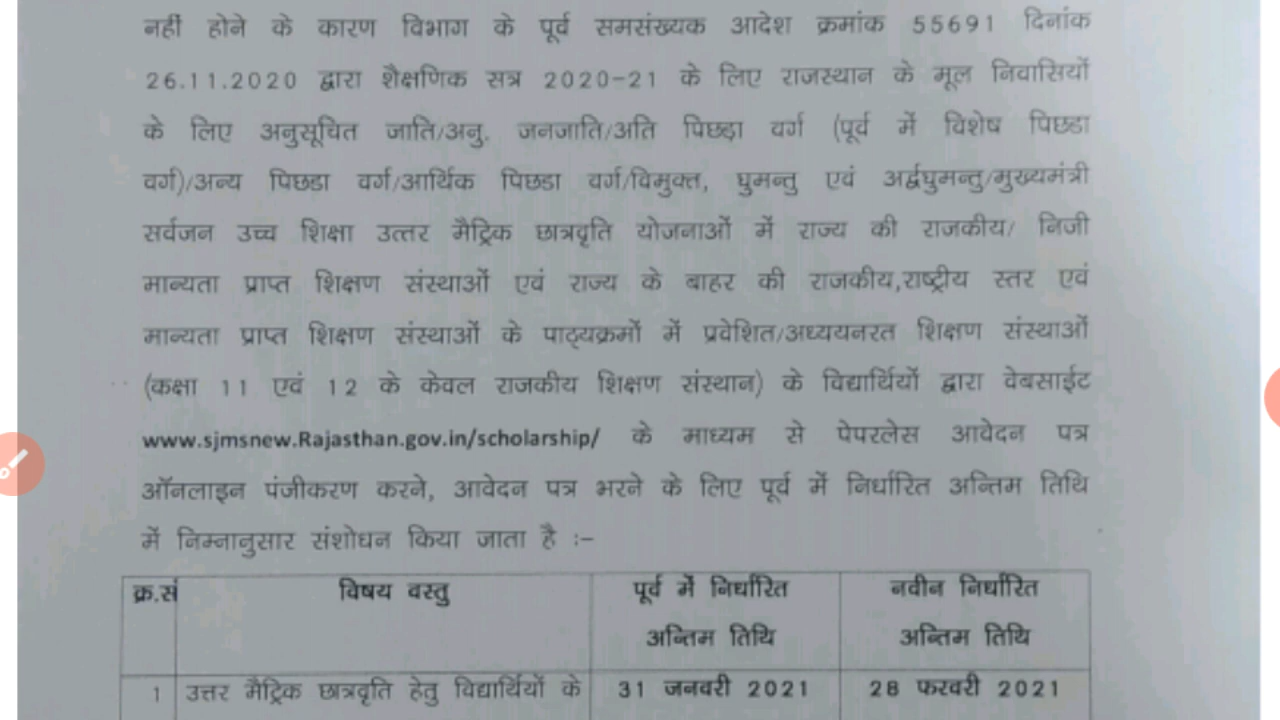 नहीं होने के कारण विभाग के पूर्व समसंख्यक आदेश क्रमांक 55691 दिनांक
26.11.2020 द्वारा शैक्षणिक सत्र 2020-21 के लिए राजस्थान के मूल निवासियों
के लिए अनुसूचित जाति/अनु. जनजाति/अति पिछड़ा वर्ग (पूर्व में विशेष पिछडा
वर्ग)/अन्य पिछडा वर्ग/आर्थिक पिछडा वर्ग/विमुक्त, घुमन्तु एवं अर्द्वघुमन्तु/मुख्यमंत्री
सर्वजन उच्च शिक्षा उत्तर मैट्रिक छात्रवृति योजनाओं में राज्य की राजकीय/ निजी
मान्यता प्राप्त शिक्षण संस्थाओं एवं राज्य के बाहर की राजकीय,राष्ट्रीय स्तर एवं
मान्यता प्राप्त शिक्षण संस्थाओं के पाठ्यक्रमों में प्रवेशित/अध्ययनरत शिक्षण संस्थाओं
(कक्षा 11 एवं 12 के केवल राजकीय शिक्षण संस्थान) के विद्यार्थियों द्वारा वेबसाईट
www.sjmsnew.Rajasthan.gov.in/scholarship/ के माध्यम से पेपरलेस आवेदन पत्र
ऑनलाइन पंजीकरण करने, आवेदन पत्र भरने के लिए पूर्व में निर्धारित अन्तिम तिथि
में निम्नानुसार संशोधन किया जाता है :-
क्र.सं विषय वस्तु पूर्व में निर्धारित नवीन निर्धारित
अन्तिम तिथि अन्तिम तिथि
1 उत्तर मैट्रिक छात्रवृति हेतु विद्यार्थियों के 31 जनवरी 2021 28 फरवरी 2021